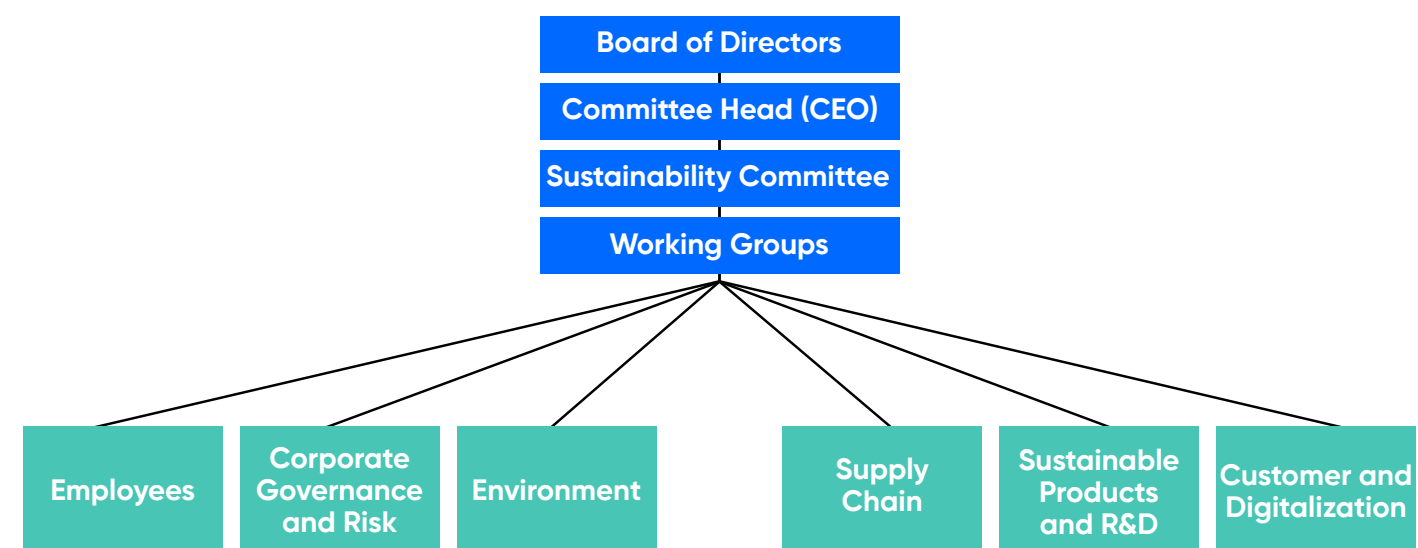 Board of Directors
Committee Head (CEO)
Sustainability Committee
Working Groups
Employees
Corporate
Governance
and Risk
Environment
Supply
Chain
Sustainable
Products
and R&D
Customer and
Digitalization